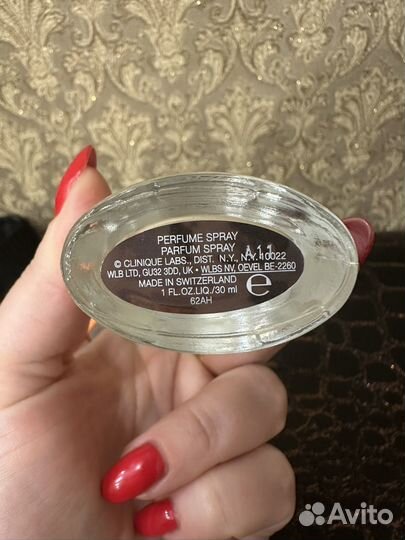 PERFUME SPRAY
PARFUM SPRAY
A11
© CLINIQUE LABS., DIST. N.Y., N.Y. 10022
WLB LTD, GU32 3DD, UK • WLBS NV, OEVEL BE-2260
MADE IN SWITZERLAND
1 FL.OZ.LIQ./30 ml e
62AH
Avito